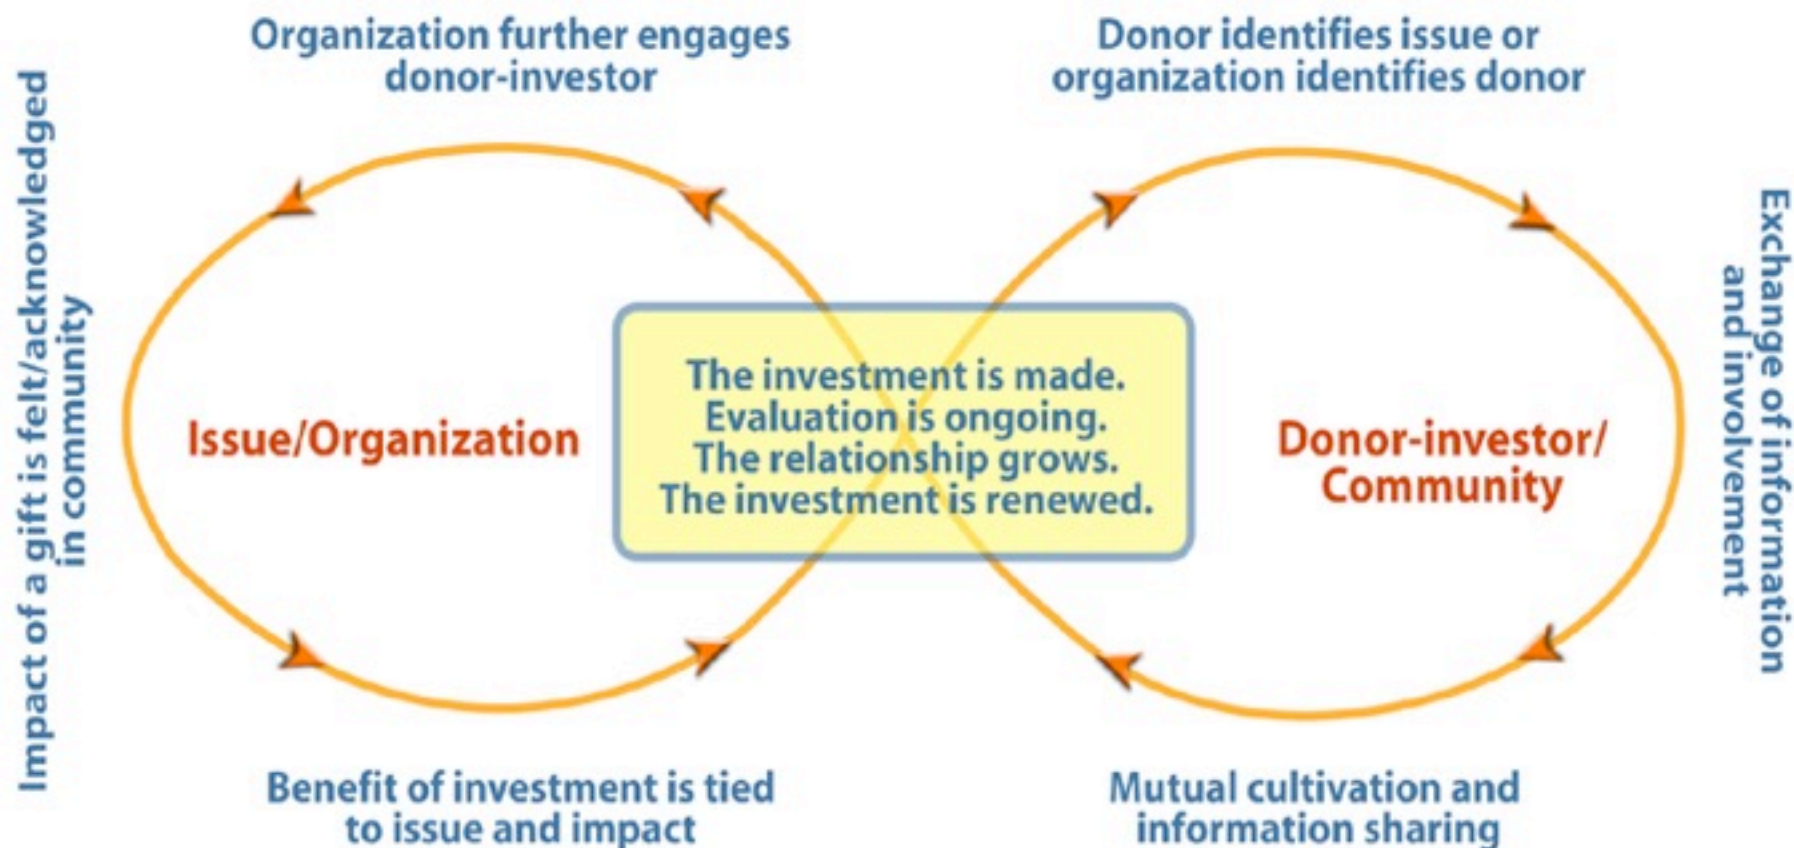 Organization further engages
donor-investor
Donor identifies issue or
organization identifies donor
Impact of a gift is felt/acknowledged
in community
Issue/Organization
The investment is made.
Evaluation is ongoing.
The relationship grows.
The investment is renewed.
Donor-investor/
Community
Exchange of information
and involvement
Benefit of investment is tied
to issue and impact
Mutual cultivation and
information sharing